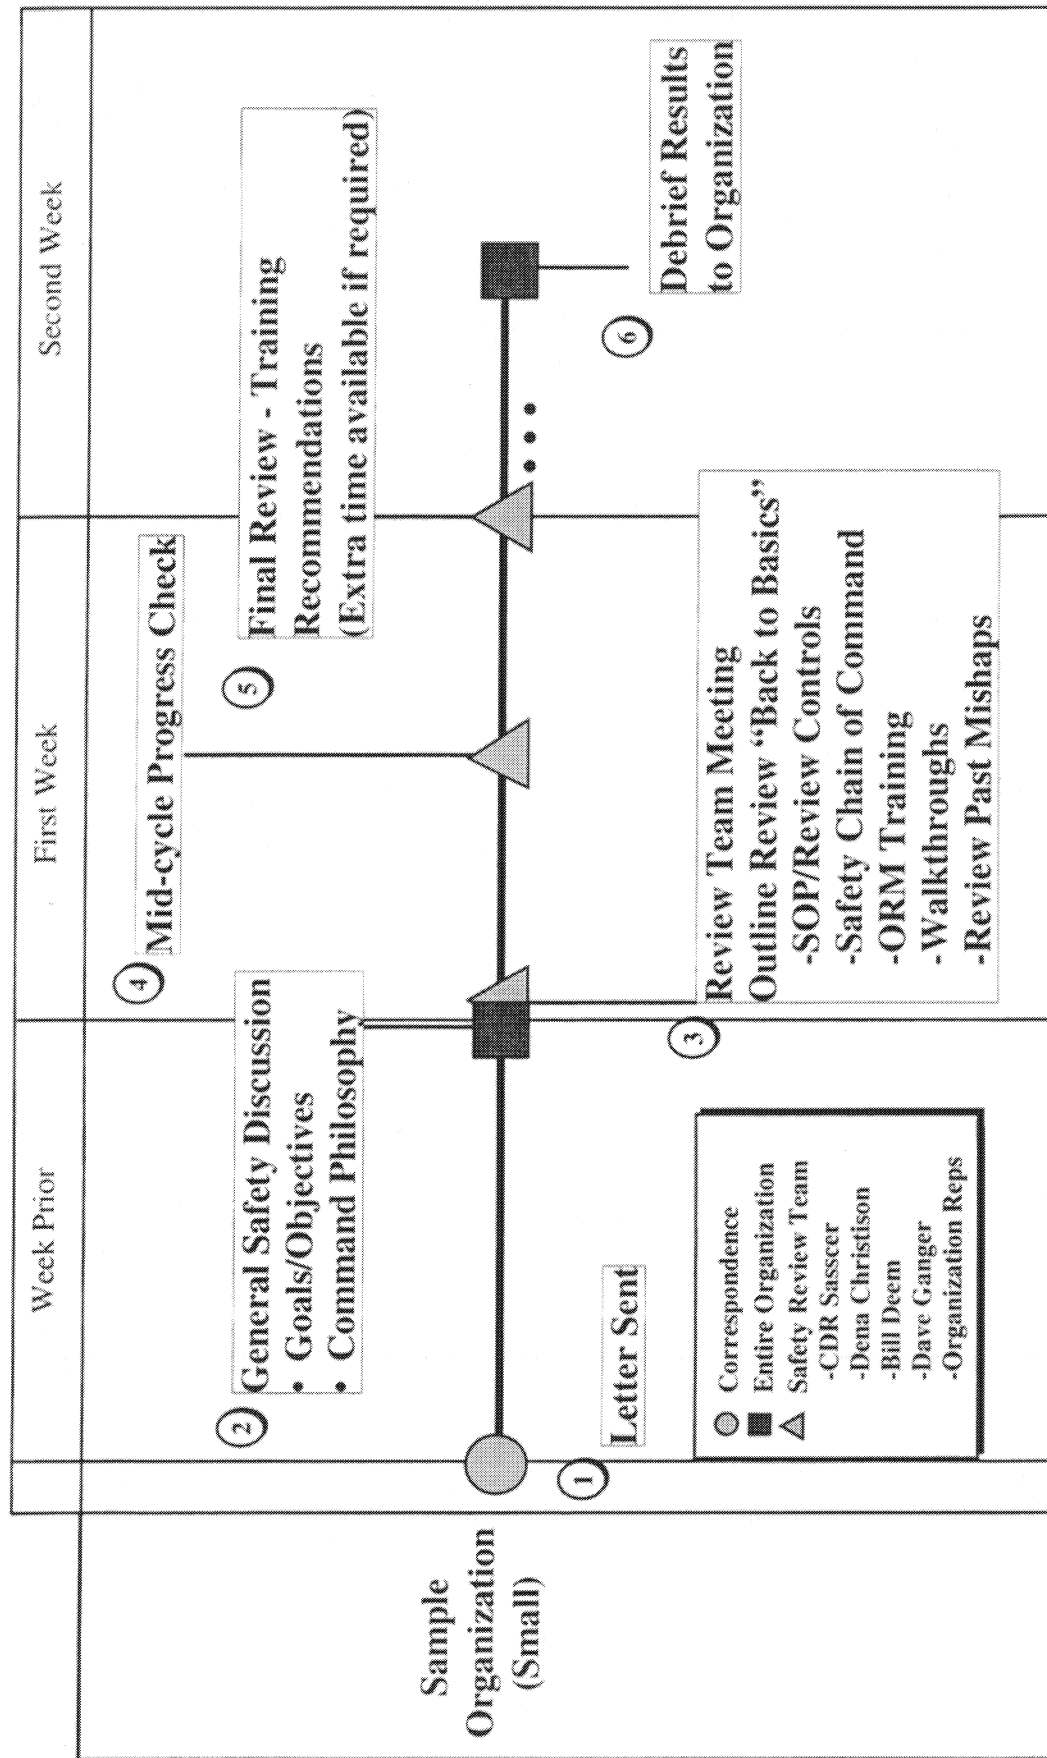 Week Prior
First Week
Second Week
Sample
Organization
(Small)
1
Letter Sent
2
General Safety Discussion
• Goals/Objectives
• Command Philosophy
3
Review Team Meeting
Outline Review “Back to Basics”
-SOP/Review Controls
-Safety Chain of Command
-ORM Training
-Walkthroughs
-Review Past Mishaps
4
Mid-cycle Progress Check
5
Final Review - Training
Recommendations
(Extra time available if required)
• • •
6
Debrief Results
to Organization
Correspondence
Entire Organization
Safety Review Team
-CDR Sasscer
-Dena Christison
-Bill Deem
-Dave Ganger
-Organization Reps